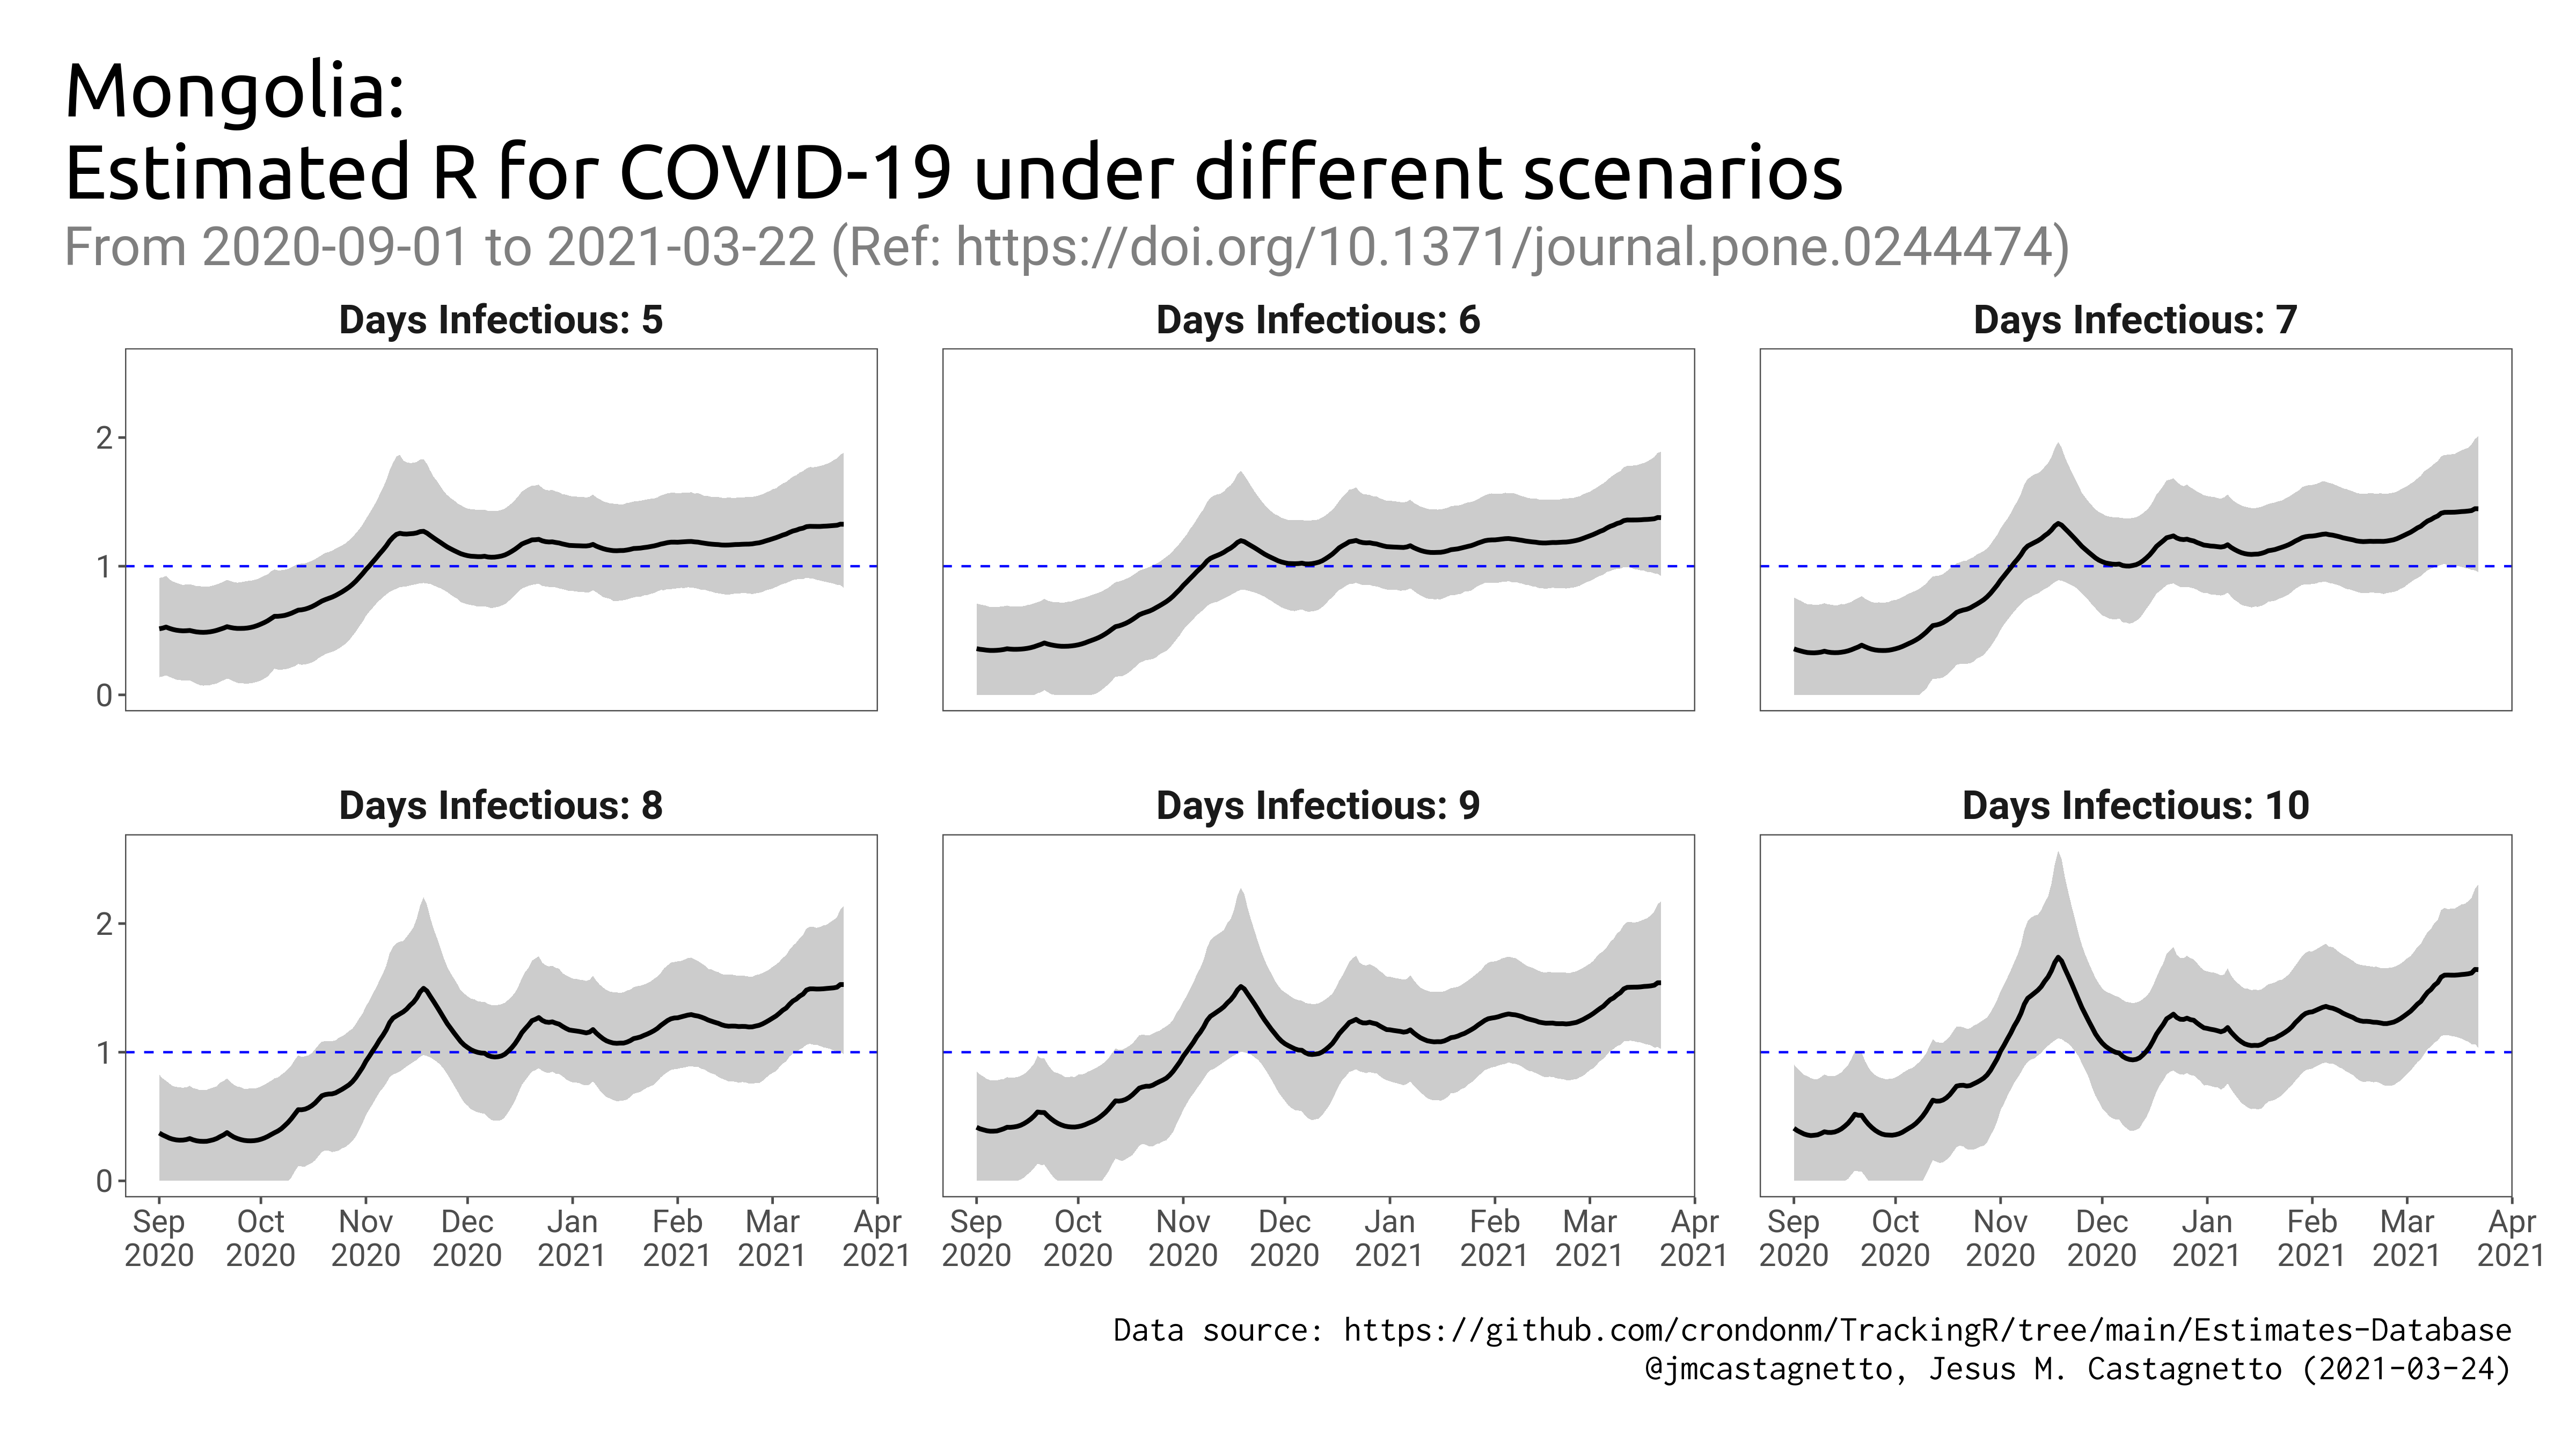 Mongolia:
Estimated R for COVID-19 under different scenarios
From 2020-09-01 to 2021-03-22 (Ref: https://doi.org/10.1371/journal.pone.0244474)
Days Infectious: 5
Days Infectious: 6
Days Infectious: 7
2
1
0
Days Infectious: 8
Days Infectious: 9
Days Infectious: 10
2
1
0
Sep Oct Nov Dec Jan Feb Mar Apr
2020 2020 2020 2020 2021 2021 2021 2021
Sep Oct Nov Dec Jan Feb Mar Apr
2020 2020 2020 2020 2021 2021 2021 2021
Sep Oct Nov Dec Jan Feb Mar Apr
2020 2020 2020 2020 2021 2021 2021 2021
Data source: https://github.com/crondonm/TrackingR/tree/main/Estimates-Database
@jmcastagnetto, Jesus M. Castagnetto (2021-03-24)